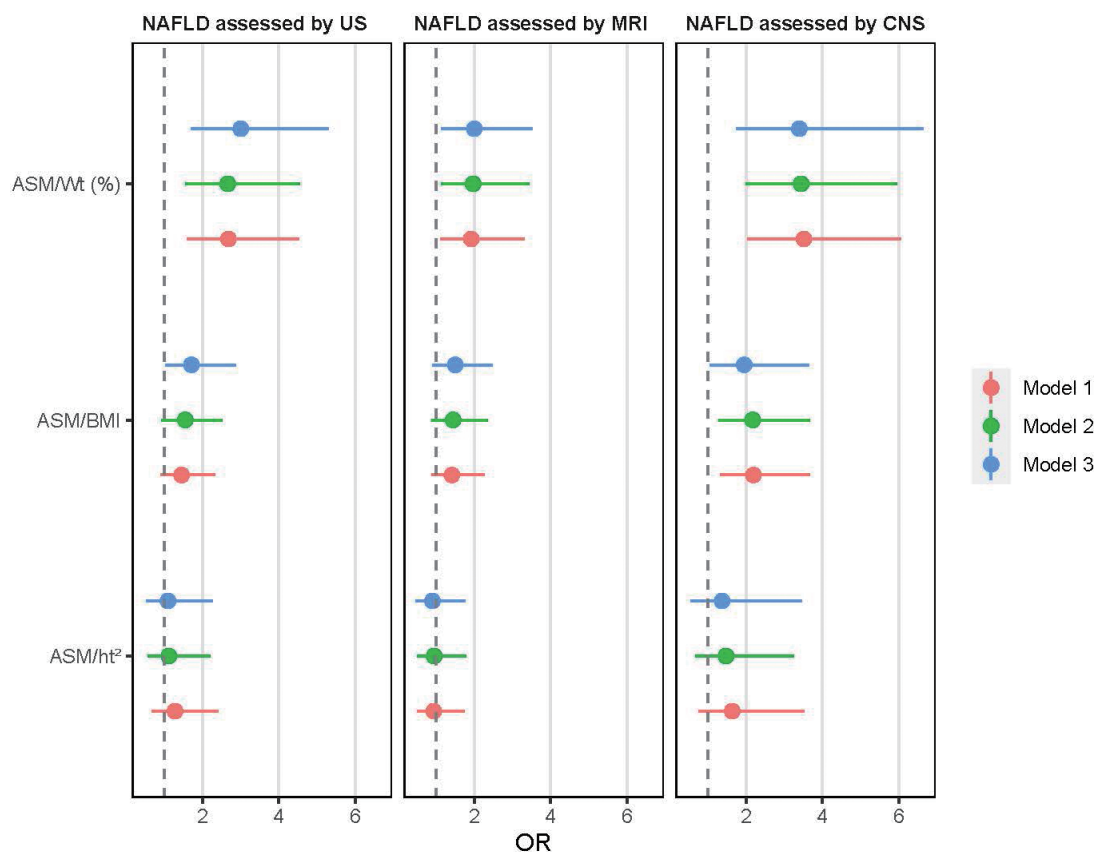 NAFLD assessed by US NAFLD assessed by MRI NAFLD assessed by CNS
ASM/Wt (%)
ASM/BMI
ASM/ht²
Model 1
Model 2
Model 3
2 4 6 2 4 6 2 4 6
OR